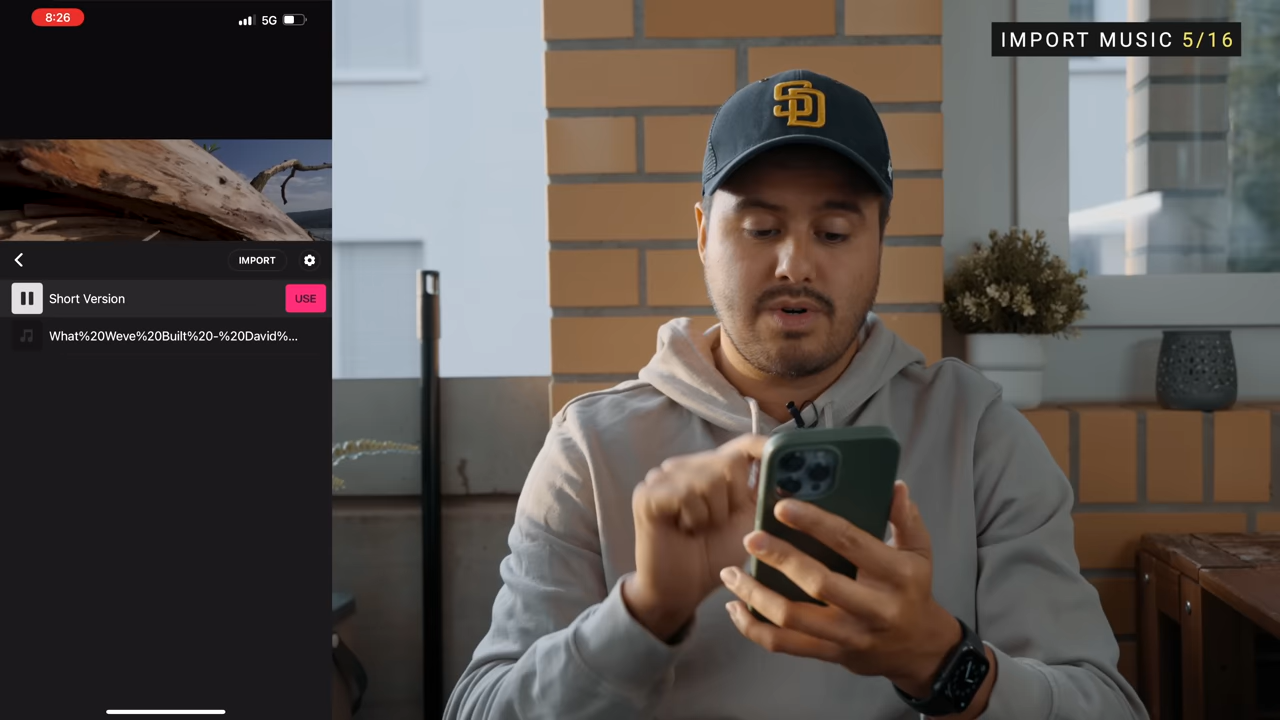 8:26
5G
IMPORT
Short Version
USE
What%20Weve%20Built%20-%20David%...
IMPORT MUSIC 5/16
SD